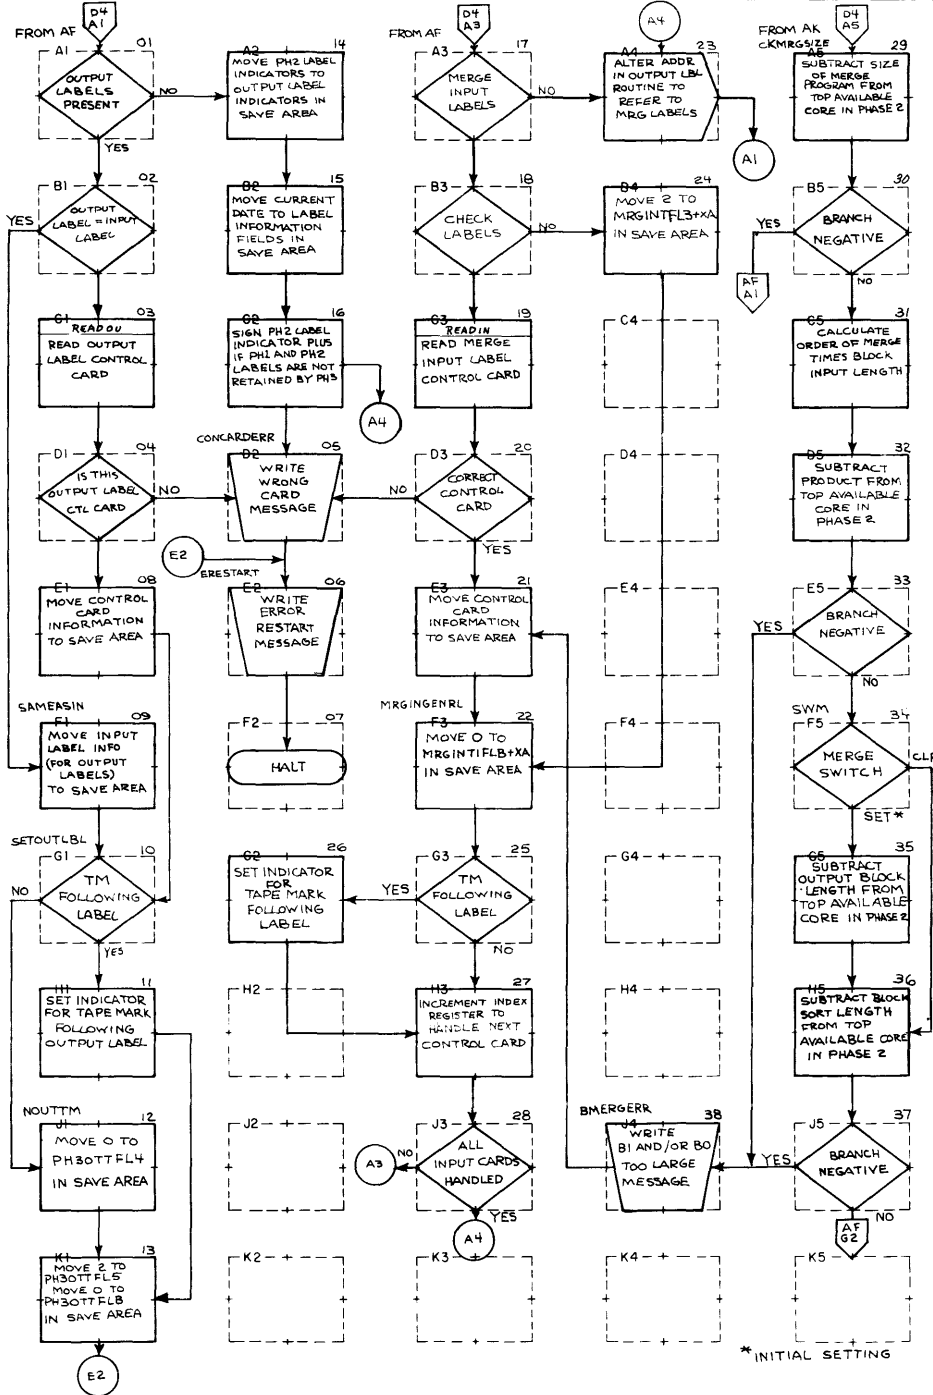 D4
A1
FROM AF
A1
01
OUTPUT
LABELS
PRESENT
NO
YES
B1
02
YES
OUTPUT
LABEL = INPUT
LABEL
C1
03
READOU
READ OUTPUT
LABEL CONTROL
CARD
D1
04
IS THIS
OUTPUT LABEL
CTL CARD
NO
E1
08
MOVE CONTROL
CARD
INFORMATION
TO SAVE AREA
SAMEASIN
F1
09
MOVE INPUT
LABEL INFO
(FOR OUTPUT
LABELS)
TO SAVE AREA
SETOUTLBL
G1
10
NO
TM
FOLLOWING
LABEL
YES
H1
11
SET INDICATOR
FOR TAPE MARK
FOLLOWING
OUTPUT LABEL
NOUTTM
J1
12
MOVE 0 TO
PH3OTTFL4
IN SAVE AREA
K1
13
MOVE 2 TO
PH3OTTFL5
MOVE 0 TO
PH3OTTFLB
IN SAVE AREA
E2
A2
14
MOVE PH2 LABEL
INDICATORS TO
OUTPUT LABEL
INDICATORS IN
SAVE AREA
B2
15
MOVE CURRENT
DATE TO LABEL
INFORMATION
FIELDS IN
SAVE AREA
C2
16
SIGN PH2 LABEL
INDICATOR PLUS
IF PH1 AND PH2
LABELS ARE NOT
RETAINED BY PH3
A4
CONCARDERR
D2
05
WRITE
WRONG
CARD
MESSAGE
E2
ERESTART
E2
06
WRITE
ERROR
RESTART
MESSAGE
F2
07
HALT
G2
26
SET INDICATOR
FOR
TAPE MARK
FOLLOWING
LABEL
H2
J2
K2
D4
A3
FROM AF
A3
17
MERGE
INPUT
LABELS
NO
B3
18
CHECK
LABELS
NO
C3
19
READIN
READ MERGE
INPUT LABEL
CONTROL CARD
D3
20
NO
CORRECT
CONTROL
CARD
YES
E3
21
MOVE CONTROL
CARD
INFORMATION
TO SAVE AREA
MRGINGENRL
F3
22
MOVE 0 TO
MRGINTIFLB+XA
IN SAVE AREA
G3
25
YES
TM
FOLLOWING
LABEL
NO
H3
27
INCREMENT INDEX
REGISTER TO
HANDLE NEXT
CONTROL CARD
J3
28
A3
NO
ALL
INPUT CARDS
HANDLED
YES
A4
K3
A4
A4
23
ALTER ADDR
IN OUTPUT LBL
ROUTINE TO
REFER TO
MRG LABELS
A1
B4
24
MOVE 2 TO
MRGINTFLB+XA
IN SAVE AREA
C4
D4
E4
F4
G4
H4
BMERGERR
J4
38
WRITE
B1 AND/OR BO
TOO LARGE
MESSAGE
K4
D4
A5
FROM AK
CKMRGSIZE
A5
29
SUBTRACT SIZE
OF MERGE
PROGRAM FROM
TOP AVAILABLE
CORE IN PHASE 2
B5
30
YES
BRANCH
NEGATIVE
NO
AF
A1
C5
31
CALCULATE
ORDER OF MERGE
TIMES BLOCK
INPUT LENGTH
D5
32
SUBTRACT
PRODUCT FROM
TOP AVAILABLE
CORE IN
PHASE 2
E5
33
YES
BRANCH
NEGATIVE
NO
SWM
F5
34
MERGE
SWITCH
SET*
G5
35
SUBTRACT
OUTPUT BLOCK
LENGTH FROM
TOP AVAILABLE
CORE IN PHASE 2
H5
36
SUBTRACT BLOCK
SORT LENGTH
FROM TOP
AVAILABLE CORE
IN PHASE 2
J5
37
YES
BRANCH
NEGATIVE
NO
AF
G2
K5
*INITIAL SETTING